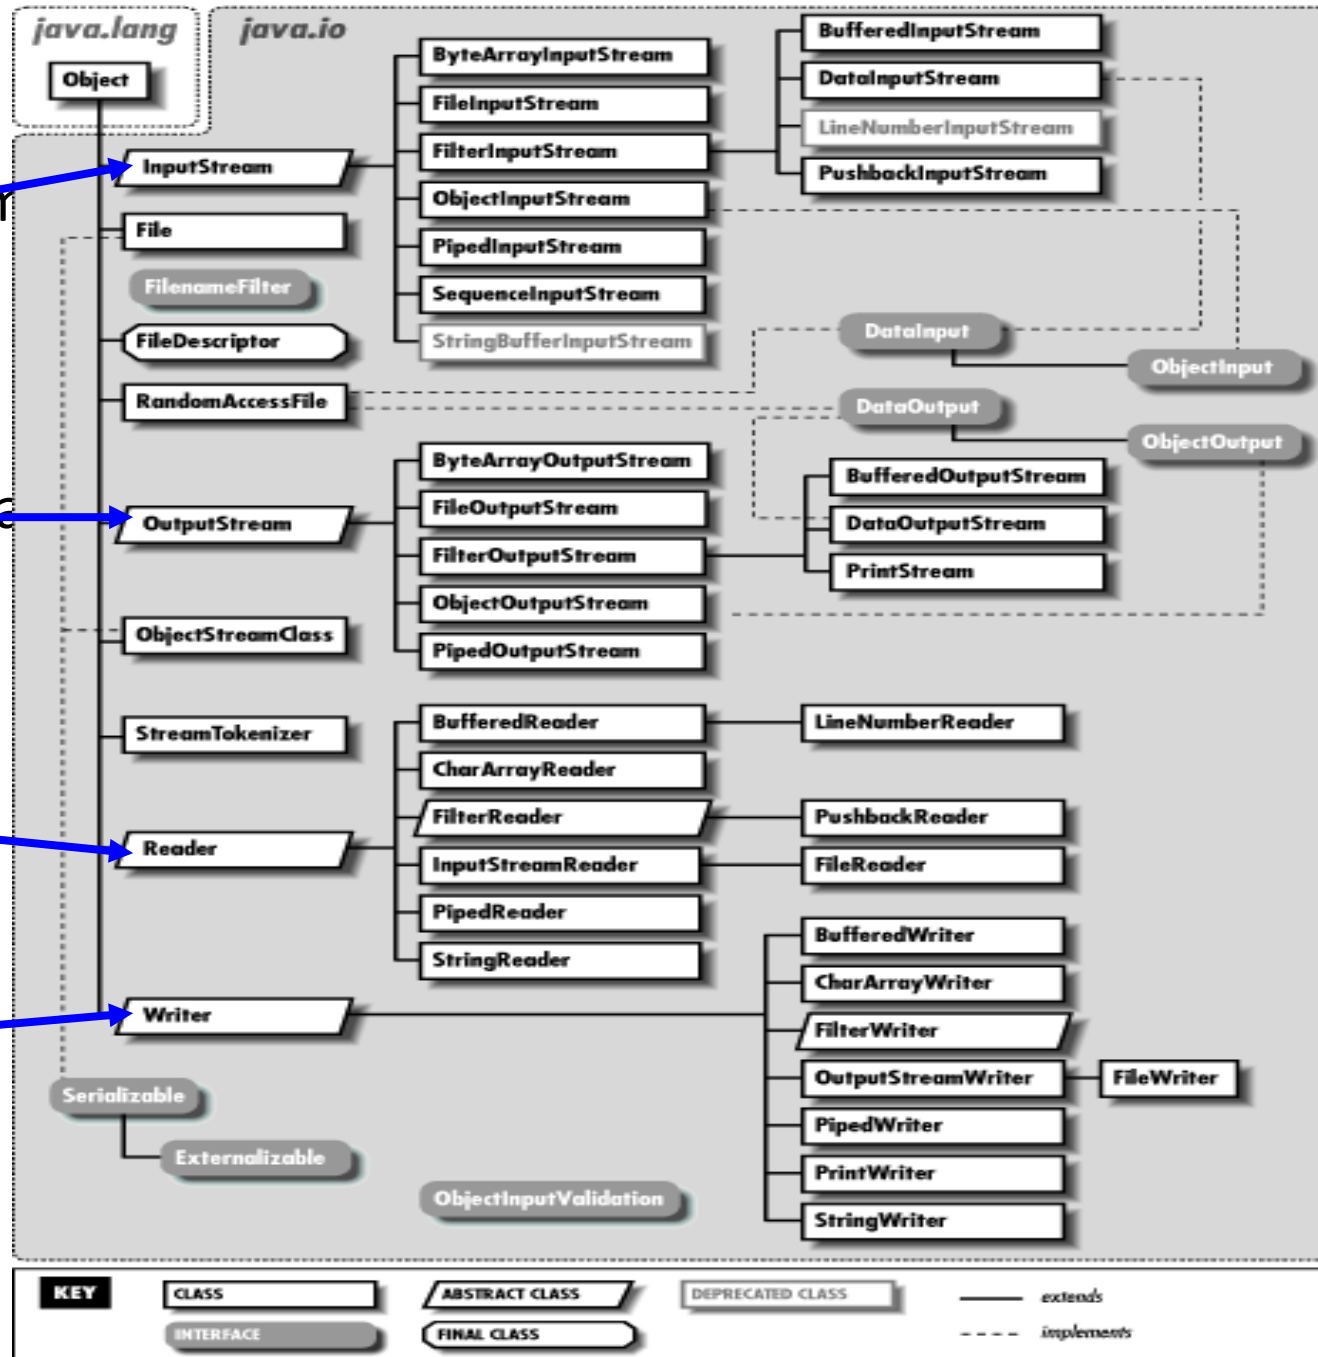 java.lang
java.io
Object
InputStream
File
FilenameFilter
FileDescriptor
RandomAccessFile
OutputStream
ObjectStreamClass
StreamTokenizer
Reader
Writer
Serializable
Externalizable
ByteArrayInputStream
FileInputStream
FilterInputStream
ObjectInputStream
PipedInputStream
SequenceInputStream
StringBufferInputStream
BufferedInputStream
DataInputStream
LineNumberInputStream
PushbackInputStream
DataInput
ObjectInput
DataOutput
ObjectOutput
ByteArrayOutputStream
FileOutputStream
FilterOutputStream
ObjectOutputStream
PipedOutputStream
BufferedOutputStream
DataOutputStream
PrintStream
BufferedReader
CharArrayReader
FilterReader
InputStreamReader
PipedReader
StringReader
LineNumberReader
PushbackReader
FileReader
BufferedWriter
CharArrayWriter
FilterWriter
OutputStreamWriter
PipedWriter
PrintWriter
StringWriter
FileWriter
ObjectInputValidation
KEY
CLASS
ABSTRACT CLASS
DEPRECATED CLASS
extends
INTERFACE
FINAL CLASS
implements